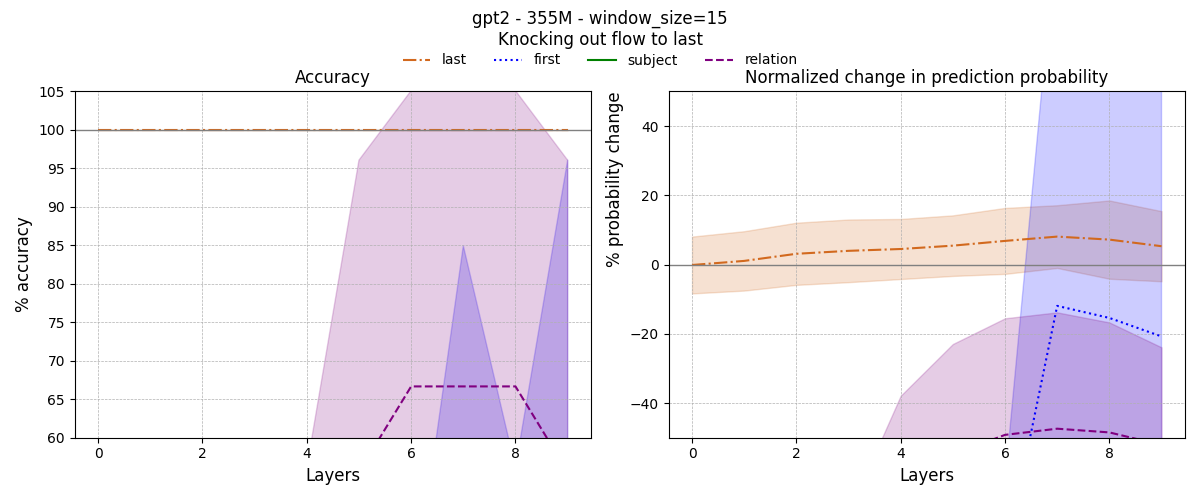 gpt2 - 355M - window_size=15
Knocking out flow to last
last first subject relation
Accuracy
% accuracy
105
100
95
90
85
80
75
70
65
60
0 2 4 6 8
Layers
Normalized change in prediction probability
% probability change
40
20
0
−20
−40
0 2 4 6 8
Layers